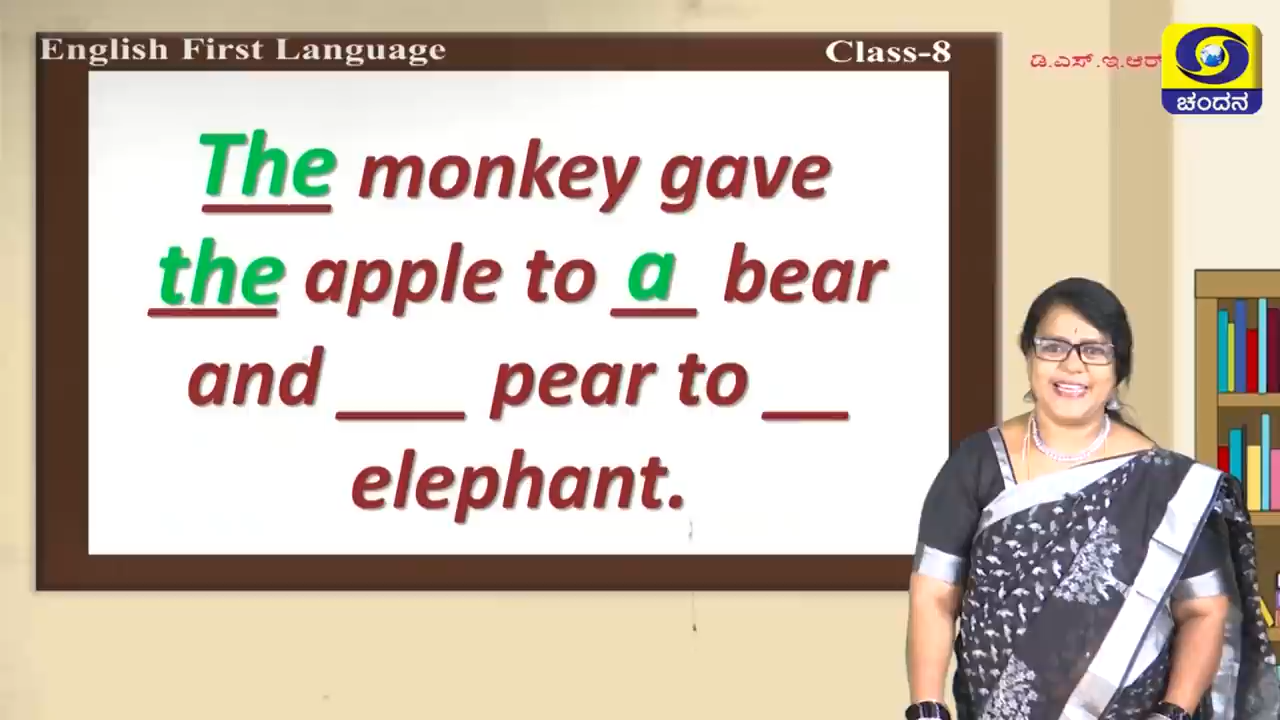 English First Language
Class-8
ಡಿ.ಎಸ್.ಇ.ಆರ್
ಚಂದನ
The monkey gave
the apple to a bear
and ____ pear to __
elephant.